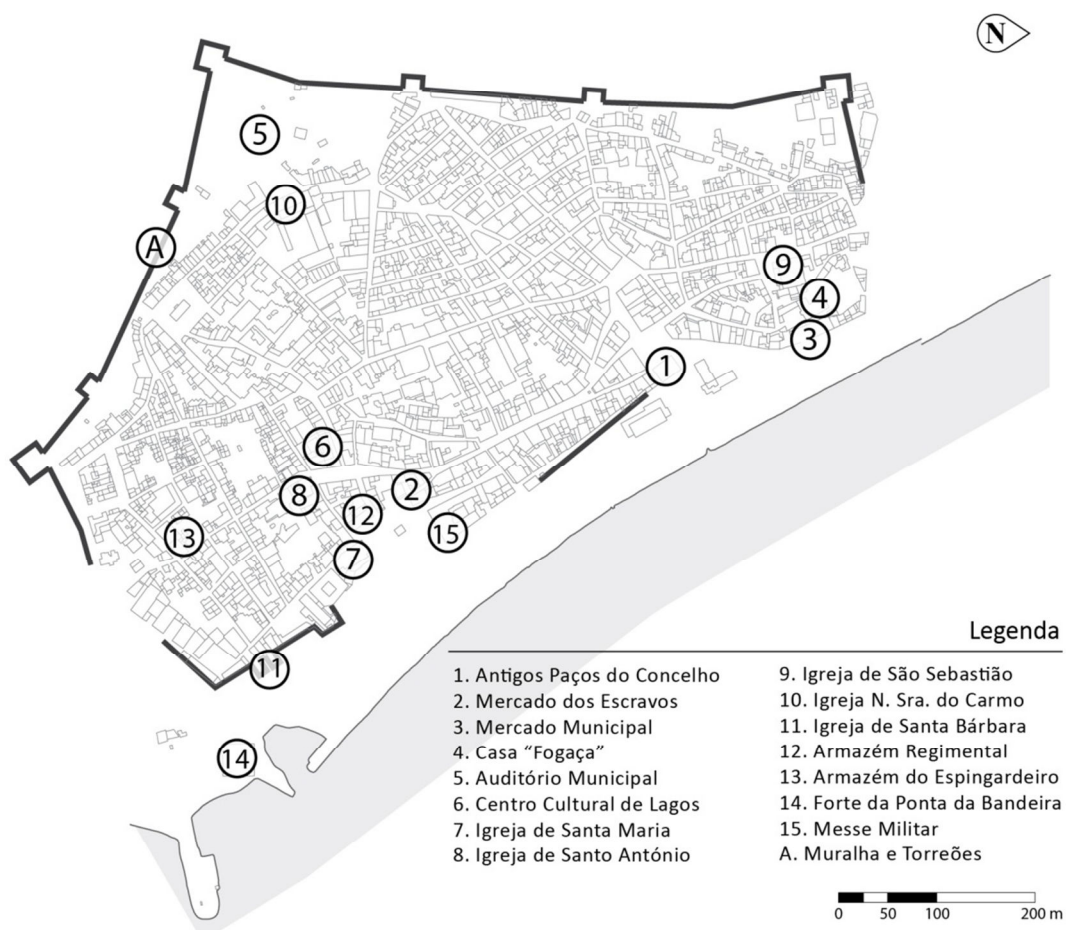 N
5
10
A
9
4
3
1
6
2
8
12
15
13
7
11
14
Legenda
1. Antigos Paços do Concelho
2. Mercado dos Escravos
3. Mercado Municipal
4. Casa “Fogaça”
5. Auditório Municipal
6. Centro Cultural de Lagos
7. Igreja de Santa Maria
8. Igreja de Santo António
9. Igreja de São Sebastião
10. Igreja N. Sra. do Carmo
11. Igreja de Santa Bárbara
12. Armazém Regimental
13. Armazém do Espingardeiro
14. Forte da Ponta da Bandeira
15. Messe Militar
A. Muralha e Torreões
0 50 100 200 m